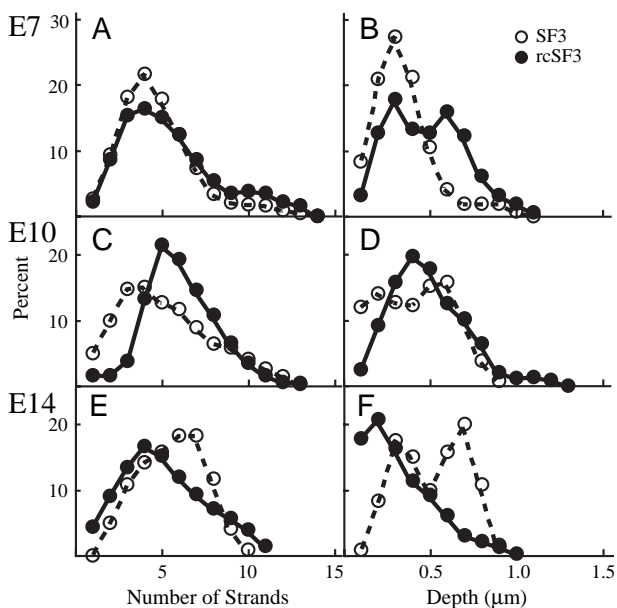 E7
A
B
SF3
rcSF3
30
20
10
E10
C
D
Percent
20
10
E14
E
F
20
10
5
10
15
0.5
1.0
1.5
Number of Strands
Depth (μm)